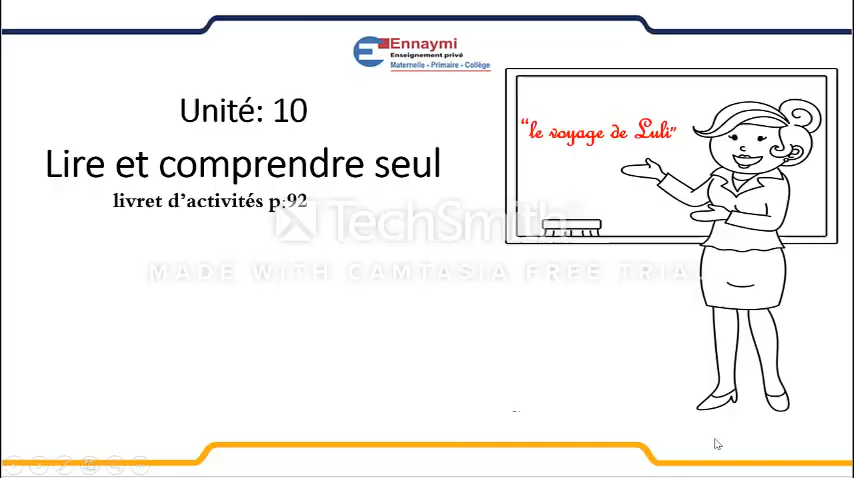 Ennaymi
Enseignement privé
Maternelle - Primaire - Collège
Unité: 10
Lire et comprendre seul
livret d’activités p:92
“le voyage de Luli”
TechSmith
MADE WITH CAMTASIA FREE TRIAL